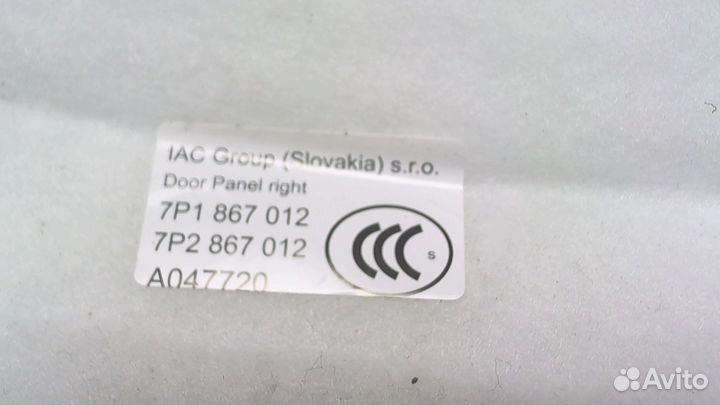 IAC Group (Slovakia) s.r.o.
Door Panel right
7P1 867 012
7P2 867 012
CCC S
A047720
Avito